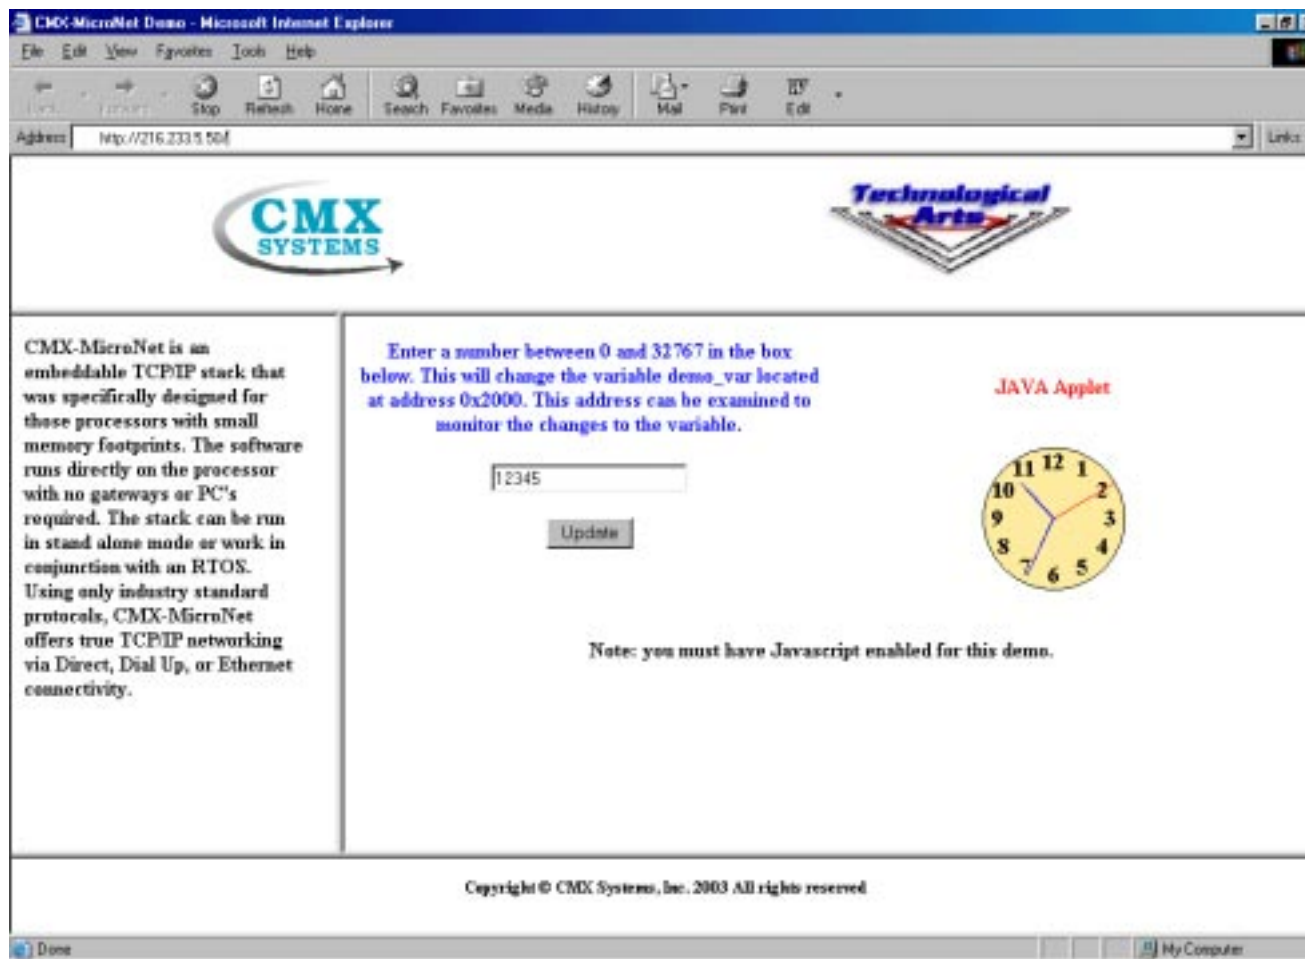 CMX-MicroNet Demo - Microsoft Internet Explorer
File Edit View Favorites Tools Help
Back Forward Stop Refresh Home Search Favorites Media History Mail Print Edit
Address http://216.233.5.50/ Links
CMX
SYSTEMS
Technological
Arts
CMX-MicroNet is an
embeddable TCP/IP stack that
was specifically designed for
those processors with small
memory footprints. The software
runs directly on the processor
with no gateways or PC's
required. The stack can be run
in stand alone mode or work in
conjunction with an RTOS.
Using only industry standard
protocols, CMX-MicroNet
offers true TCP/IP networking
via Direct, Dial Up, or Ethernet
connectivity.
Enter a number between 0 and 32767 in the box
below. This will change the variable demo_var located
at address 0x2000. This address can be examined to
monitor the changes to the variable.
12345
Update
JAVA Applet
12 1 2 3 4 5 6 7 8 9 10 11
Note: you must have Javascript enabled for this demo.
Copyright © CMX Systems, Inc. 2003 All rights reserved
Done My Computer